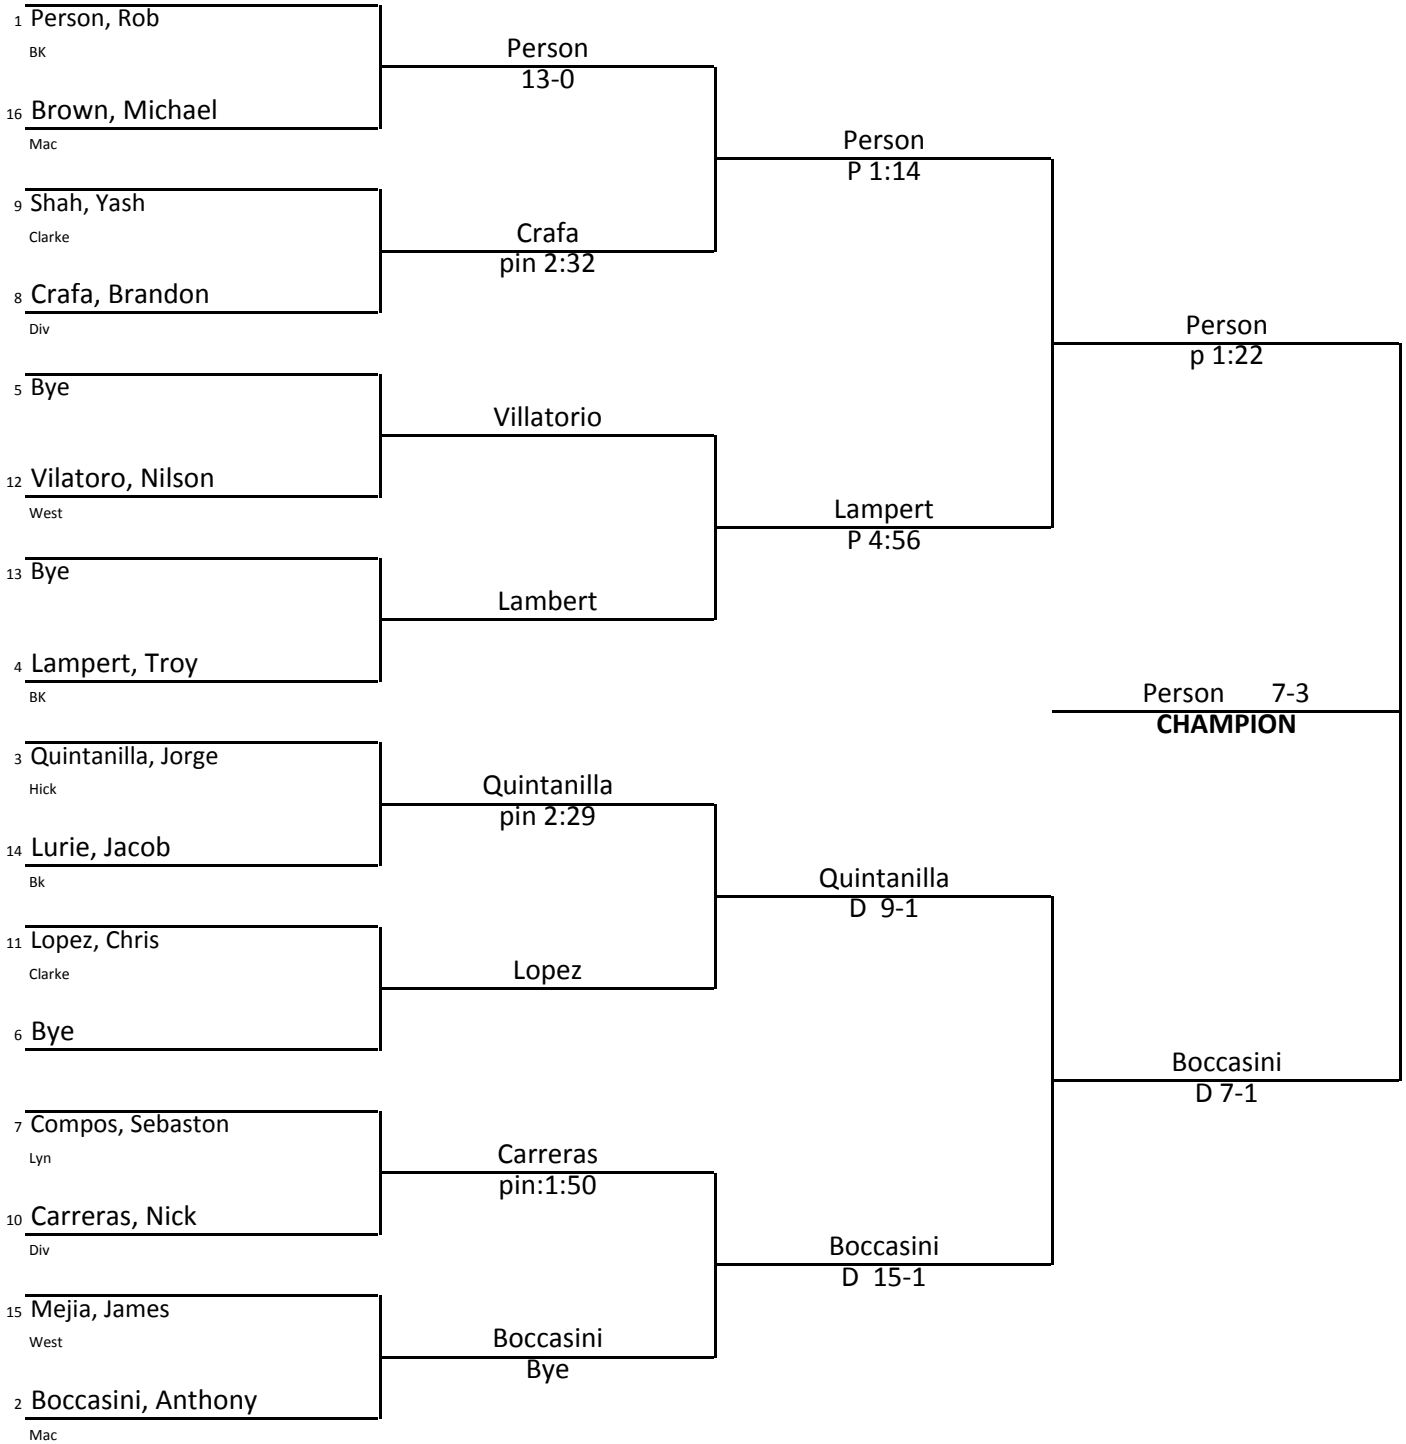 1 Person, Rob
BK
16 Brown, Michael
Mac
9 Shah, Yash
Clarke
8 Crafa, Brandon
Div
5 Bye
12 Vilatoro, Nilson
West
13 Bye
4 Lampert, Troy
BK
3 Quintanilla, Jorge
Hick
14 Lurie, Jacob
Bk
11 Lopez, Chris
Clarke
6 Bye
7 Compos, Sebaston
Lyn
10 Carreras, Nick
Div
15 Mejia, James
West
2 Boccasini, Anthony
Mac
Person
13-0
Crafa
pin 2:32
Villatorio
Lambert
Quintanilla
pin 2:29
Lopez
Carreras
pin:1:50
Boccasini
Bye
Person
P 1:14
Lampert
P 4:56
Quintanilla
D 9-1
Boccasini
D 15-1
Person
p 1:22
Boccasini
D 7-1
Person 7-3
CHAMPION